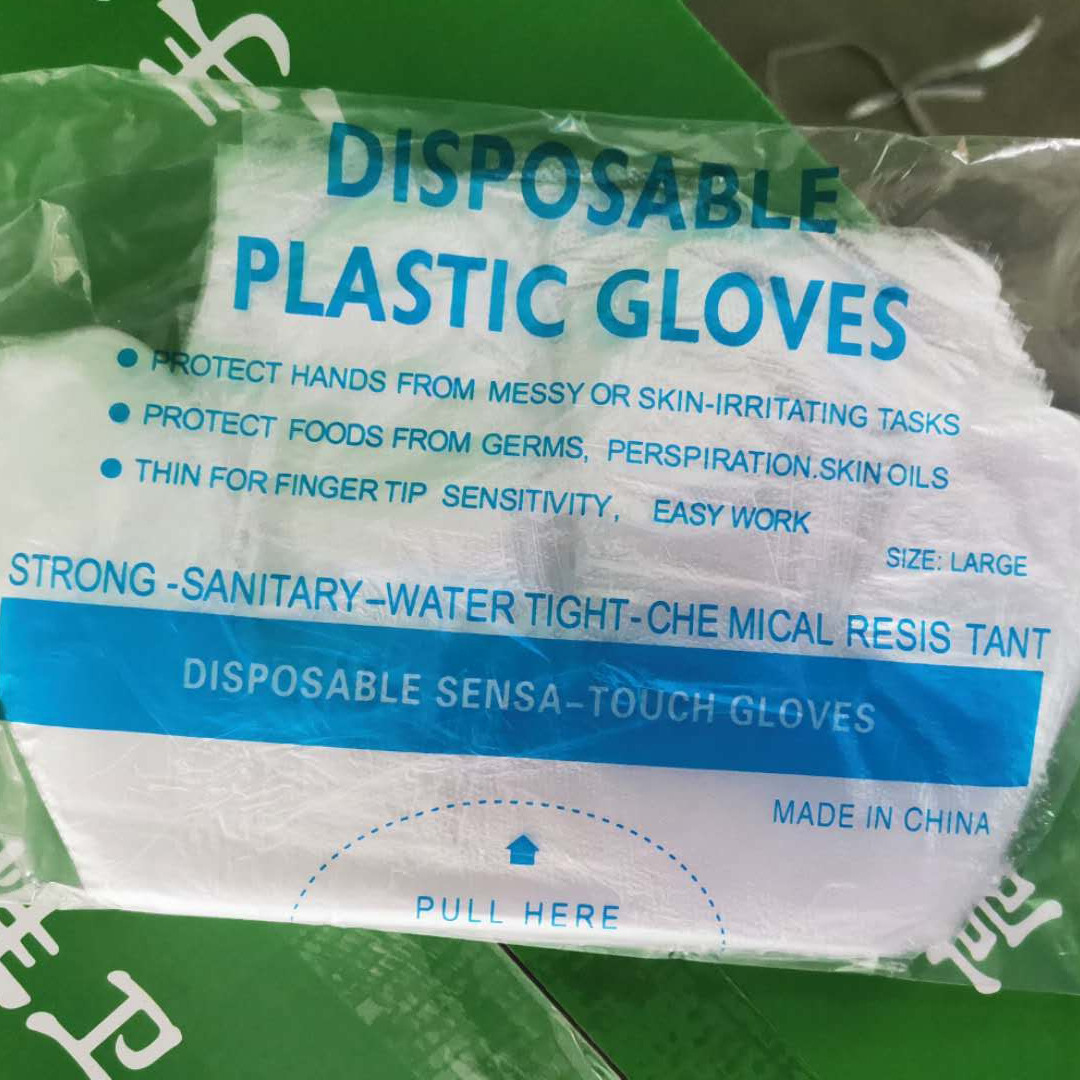 DISPOSABLE
PLASTIC GLOVES
● PROTECT HANDS FROM MESSY OR SKIN-IRRITATING TASKS
● PROTECT FOODS FROM GERMS, PERSPIRATION.SKIN OILS
● THIN FOR FINGER TIP SENSITIVITY, EASY WORK
SIZE: LARGE
STRONG -SANITARY–WATER TIGHT-CHE MICAL RESIS TANT
DISPOSABLE SENSA–TOUCH GLOVES
MADE IN CHINA
PULL HERE
卫